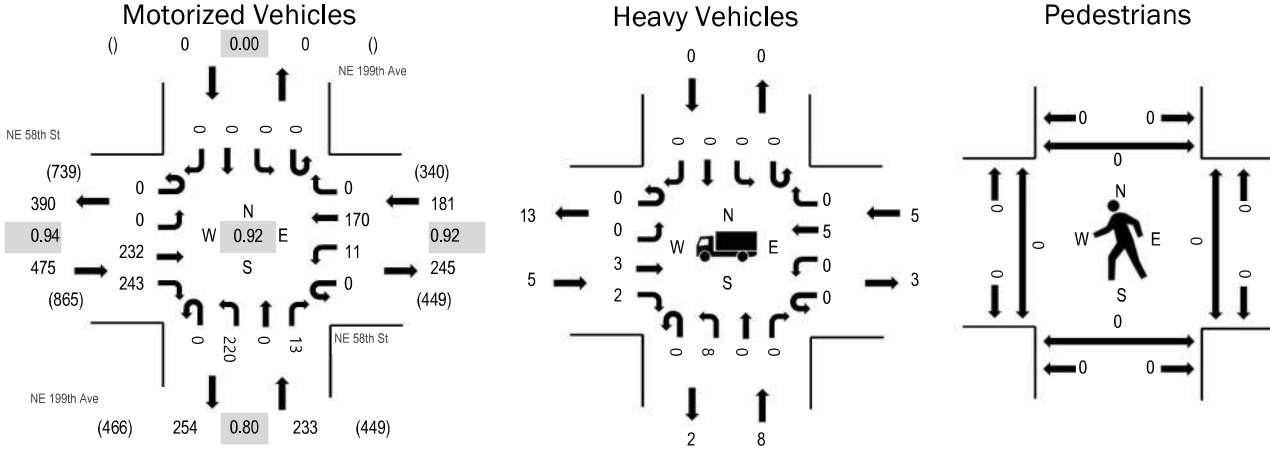 Motorized Vehicles
() 0 0.00 0 ()
NE 199th Ave
NE 58th St
0 0 0 0
(739) 0 0 (340)
390 0 N 170 181
0.94 W 0.92 E 0.92
475 232 S 11 245
(865) 243 0 (449)
0 220 0 13
NE 58th St
NE 199th Ave
(466) 254 0.80 233 (449)
Heavy Vehicles
0 0
0 0 0 0
0 0
13 0 N 5 5
W E
5 3 S 0 3
2 0
0 8 0 0
2 8
Pedestrians
0 0
0
0 N 0
W E
0 0
0 S 0
0
0 0